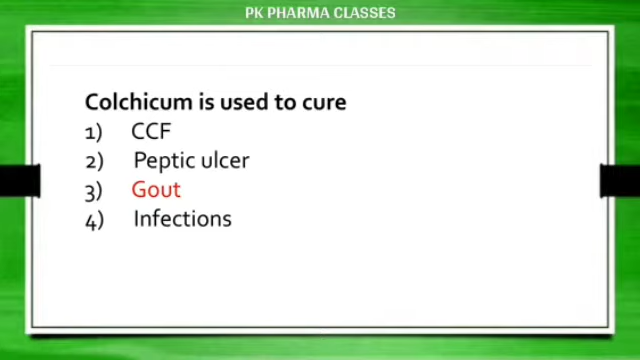 PK PHARMA CLASSES
Colchicum is used to cure
1) CCF
2) Peptic ulcer
3) Gout
4) Infections